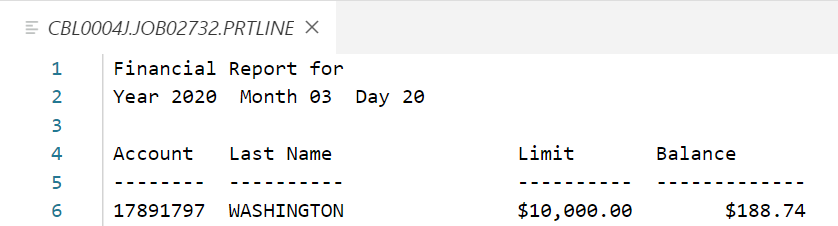 CBL0004J.JOB02732.PRTLINE
1 Financial Report for
2 Year 2020  Month 03  Day 20
3
4 Account   Last Name                Limit       Balance
5 --------  ----------               ----------  -------------
6 17891797  WASHINGTON               $10,000.00        $188.74